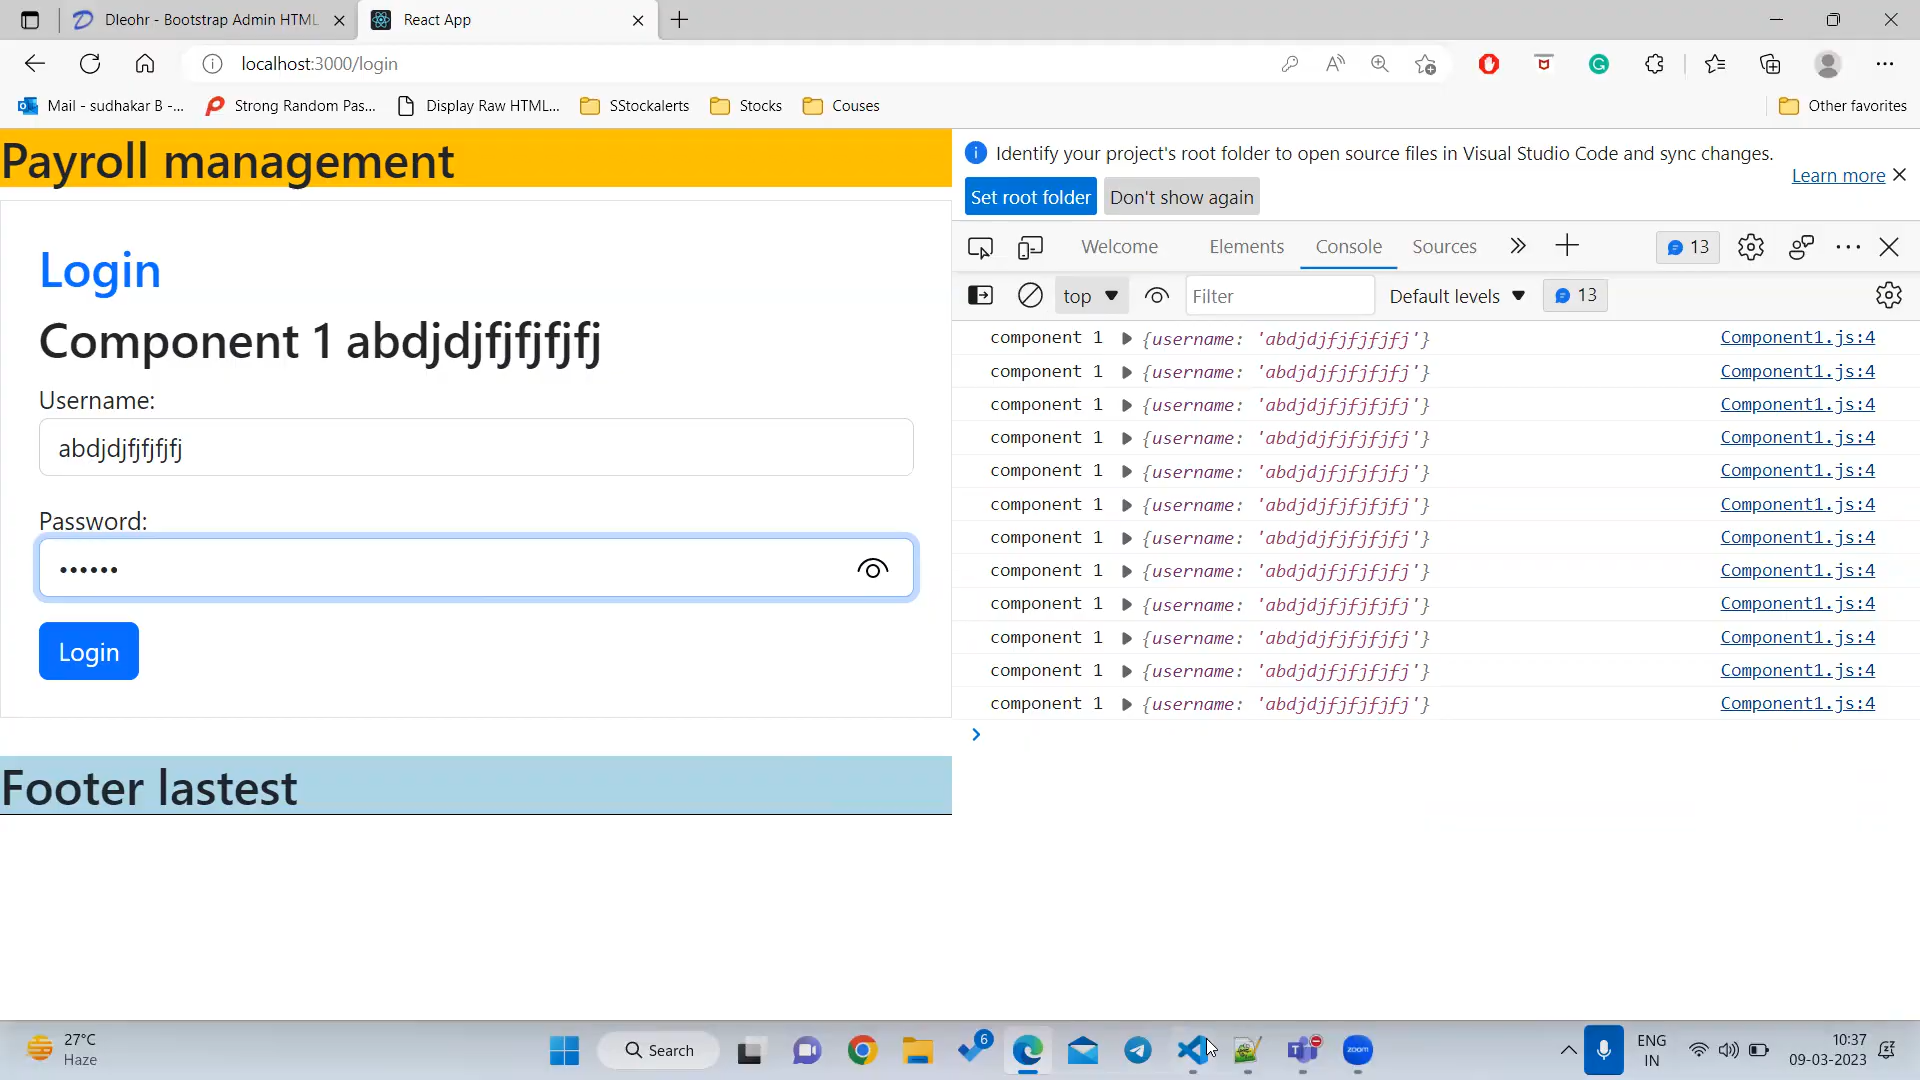 Dleohr - Bootstrap Admin HTML
React App
localhost:3000/login
Mail - sudhakar B -...
Strong Random Pas...
Display Raw HTML...
SStockalerts
Stocks
Couses
Other favorites
Payroll management
Login
Component 1 abdjdjfjfjfjfj
Username:
abdjdjfjfjfjfj
Password:
••••••
Login
Footer lastest
Identify your project's root folder to open source files in Visual Studio Code and sync changes.
Learn more
Set root folder
Don't show again
Welcome
Elements
Console
Sources
13
top
Filter
Default levels
13
component 1 {username: 'abdjdjfjfjfjfj'} Component1.js:4
component 1 {username: 'abdjdjfjfjfjfj'} Component1.js:4
component 1 {username: 'abdjdjfjfjfjfj'} Component1.js:4
component 1 {username: 'abdjdjfjfjfjfj'} Component1.js:4
component 1 {username: 'abdjdjfjfjfjfj'} Component1.js:4
component 1 {username: 'abdjdjfjfjfjfj'} Component1.js:4
component 1 {username: 'abdjdjfjfjfjfj'} Component1.js:4
component 1 {username: 'abdjdjfjfjfjfj'} Component1.js:4
component 1 {username: 'abdjdjfjfjfjfj'} Component1.js:4
component 1 {username: 'abdjdjfjfjfjfj'} Component1.js:4
component 1 {username: 'abdjdjfjfjfjfj'} Component1.js:4
component 1 {username: 'abdjdjfjfjfjfj'} Component1.js:4
27°C
Haze
Search
6
zoom
ENG
IN
10:37
09-03-2023